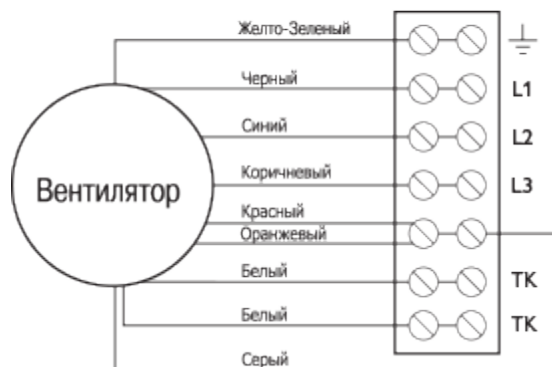 Желто-Зеленый
Черный L1
Синий L2
Коричневый L3
Вентилятор
Красный
Оранжевый
Белый TK
Белый TK
Серый